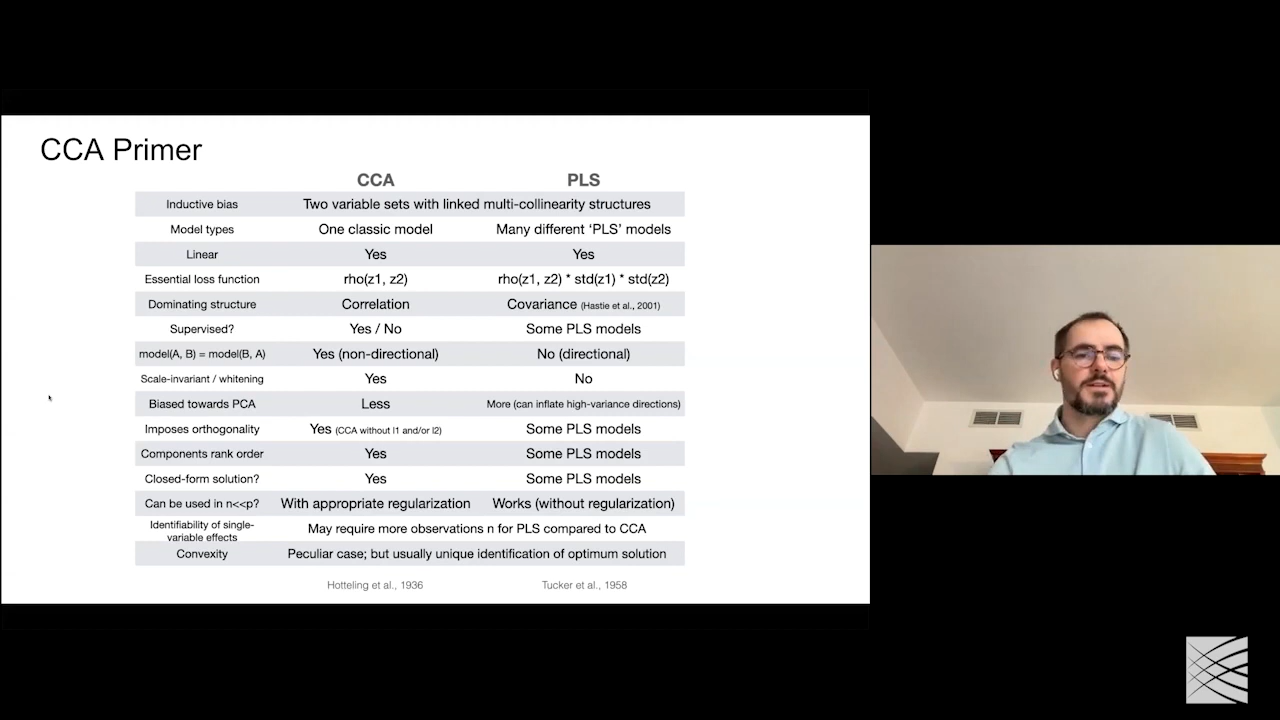 CCA Primer
CCA PLS
Inductive bias Two variable sets with linked multi-collinearity structures
Model types One classic model Many different ‘PLS’ models
Linear Yes Yes
Essential loss function rho(z1, z2) rho(z1, z2) * std(z1) * std(z2)
Dominating structure Correlation Covariance (Hastie et al., 2001)
Supervised? Yes / No Some PLS models
model(A, B) = model(B, A) Yes (non-directional) No (directional)
Scale-invariant / whitening Yes No
Biased towards PCA Less More (can inflate high-variance directions)
Imposes orthogonality Yes (CCA without l1 and/or l2) Some PLS models
Components rank order Yes Some PLS models
Closed-form solution? Yes Some PLS models
Can be used in n<<p? With appropriate regularization Works (without regularization)
Identifiability of single-
variable effects May require more observations n for PLS compared to CCA
Convexity Peculiar case; but usually unique identification of optimum solution
Hotteling et al., 1936 Tucker et al., 1958